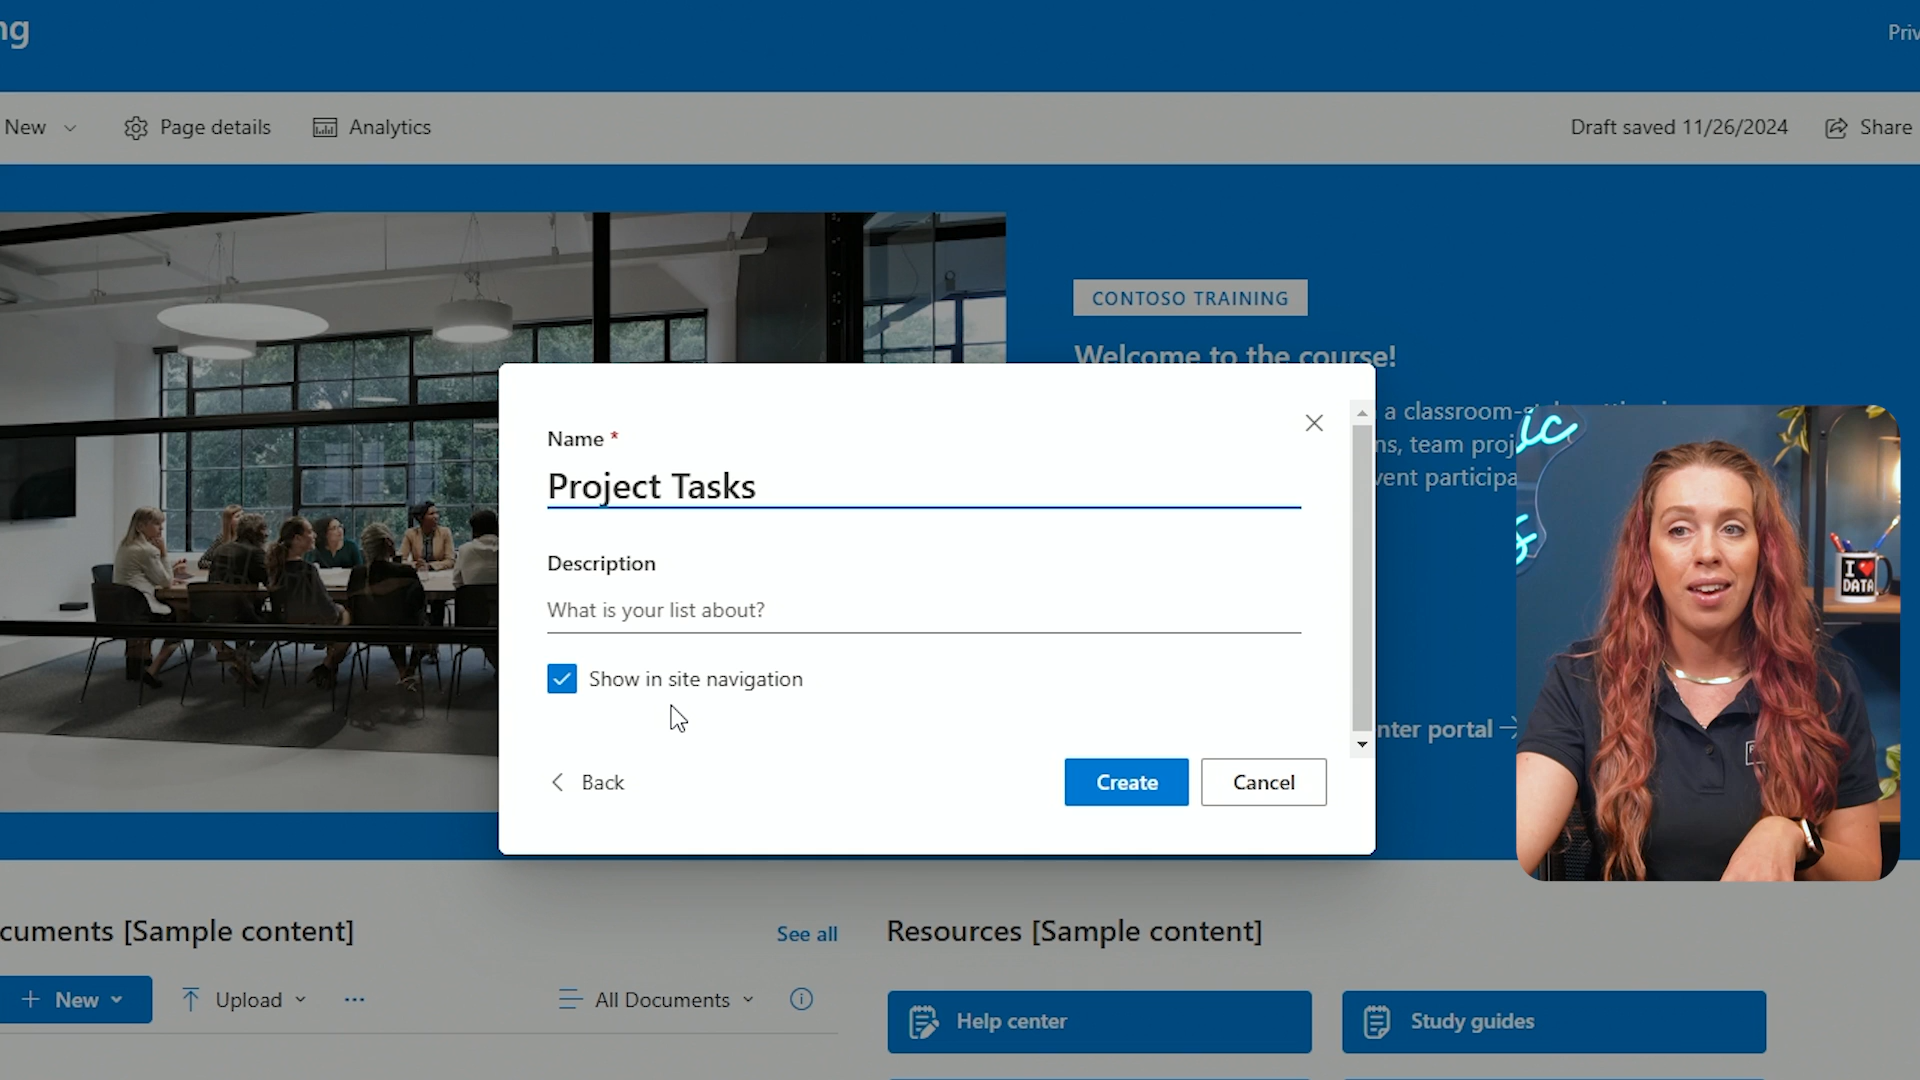 ng
Priv
New
Page details
Analytics
Draft saved 11/26/2024
Share
CONTOSO TRAINING
Welcome to the course!
a classroom-
ns, team proj
vent participa
nter portal
Name *
Project Tasks
Description
What is your list about?
Show in site navigation
Back
Create
Cancel
ic
I ❤
DATA
cuments [Sample content]
See all
Resources [Sample content]
New
Upload
...
All Documents
Help center
Study guides